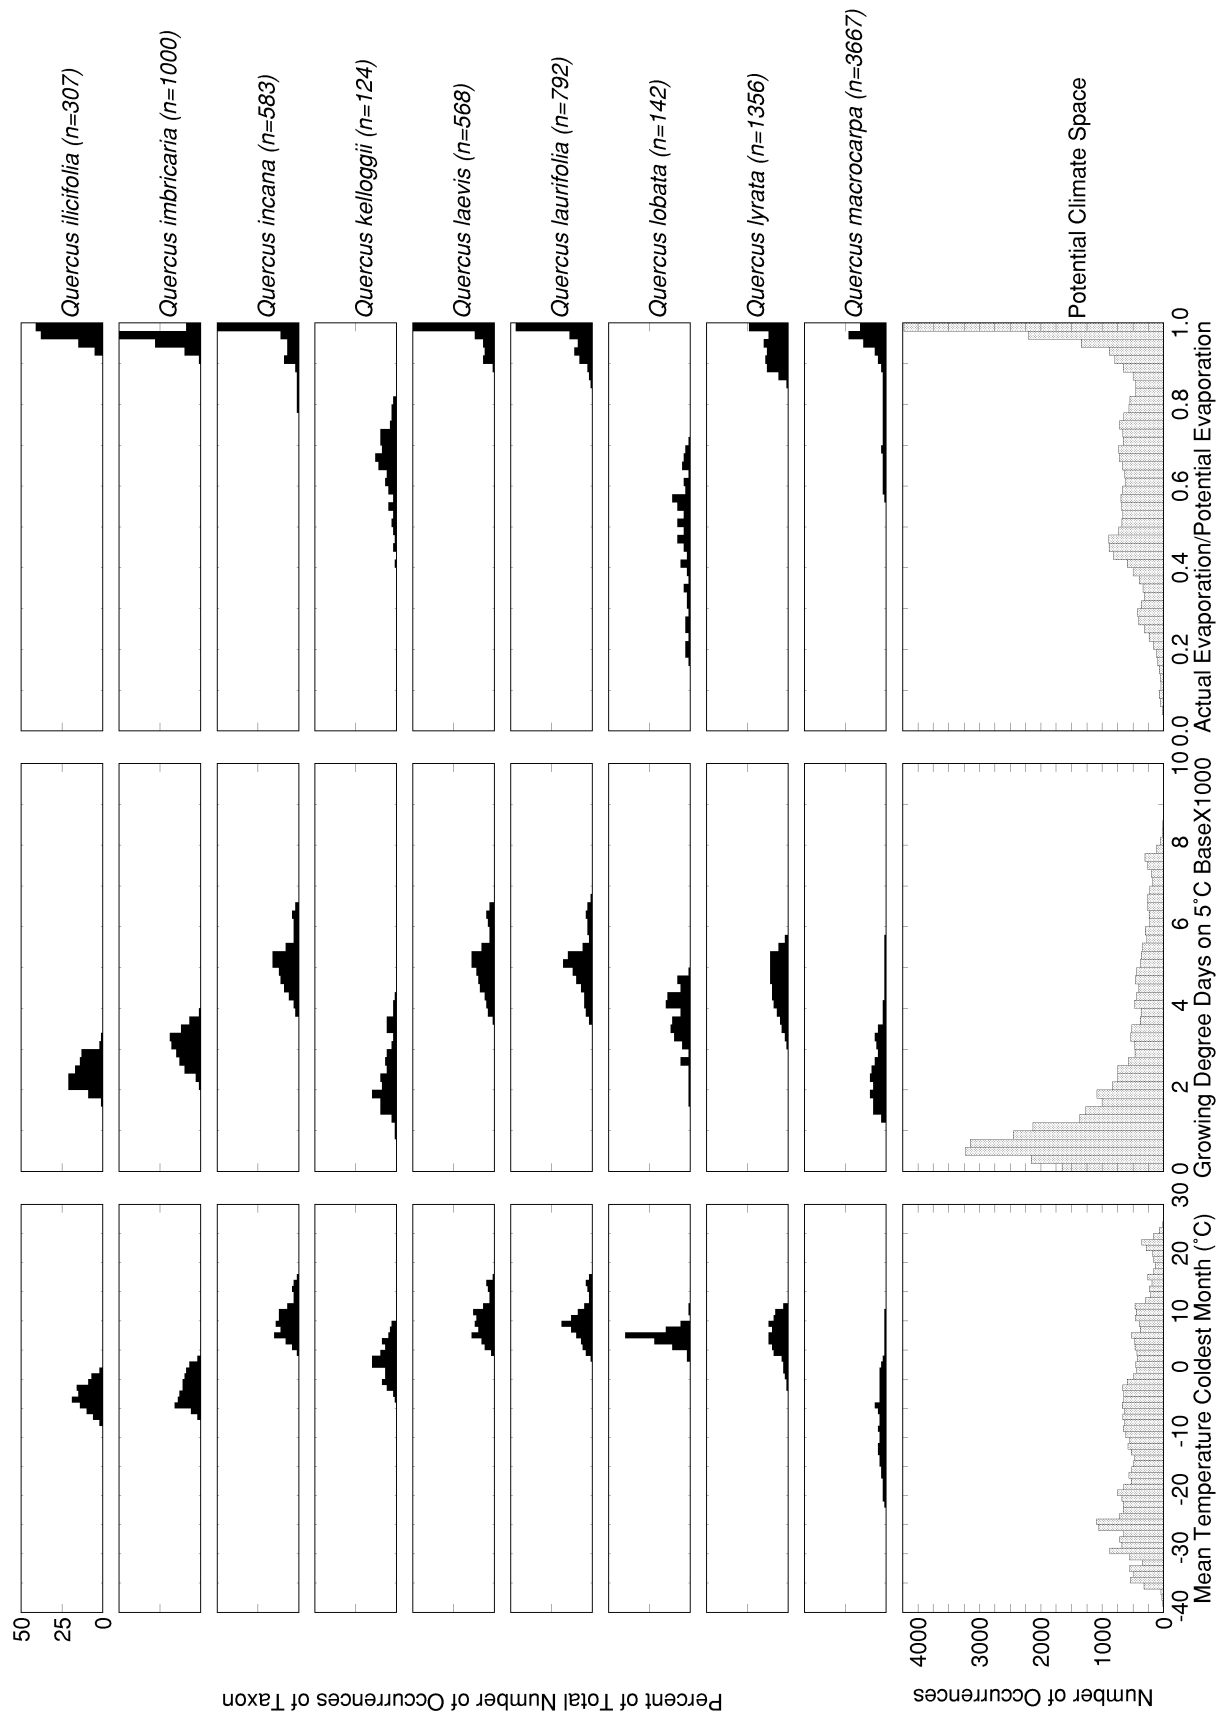 Quercus ilicifolia (n=307)
Quercus imbricaria (n=1000)
Quercus incana (n=583)
Quercus kelloggii (n=124)
Quercus laevis (n=568)
Quercus laurifolia (n=792)
Quercus lobata (n=142)
Quercus lyrata (n=1356)
Quercus macrocarpa (n=3667)
Potential Climate Space
50
25
0
Percent of Total Number of Occurrences of Taxon
4000
3000
2000
1000
0
Number of Occurrences
-40 -30 -20 -10 0 10 20 30
Mean Temperature Coldest Month (˚C)
0 2 4 6 8 10
Growing Degree Days on 5˚C BaseX1000
0.0 0.2 0.4 0.6 0.8 1.0
Actual Evaporation/Potential Evaporation